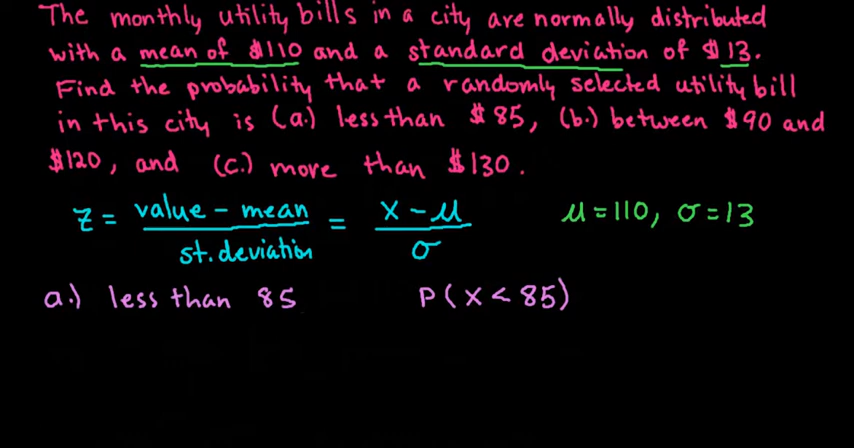 The monthly utility bills in a city are normally distributed
with a mean of $110 and a standard deviation of $13.
Find the probability that a randomly selected utility bill
in this city is (a.) less than $85, (b.) between $90 and
$120, and (c.) more than $130.
z = value - mean / st. deviation = x - μ / σ μ = 110, σ = 13
a.) less than 85 P(x < 85)